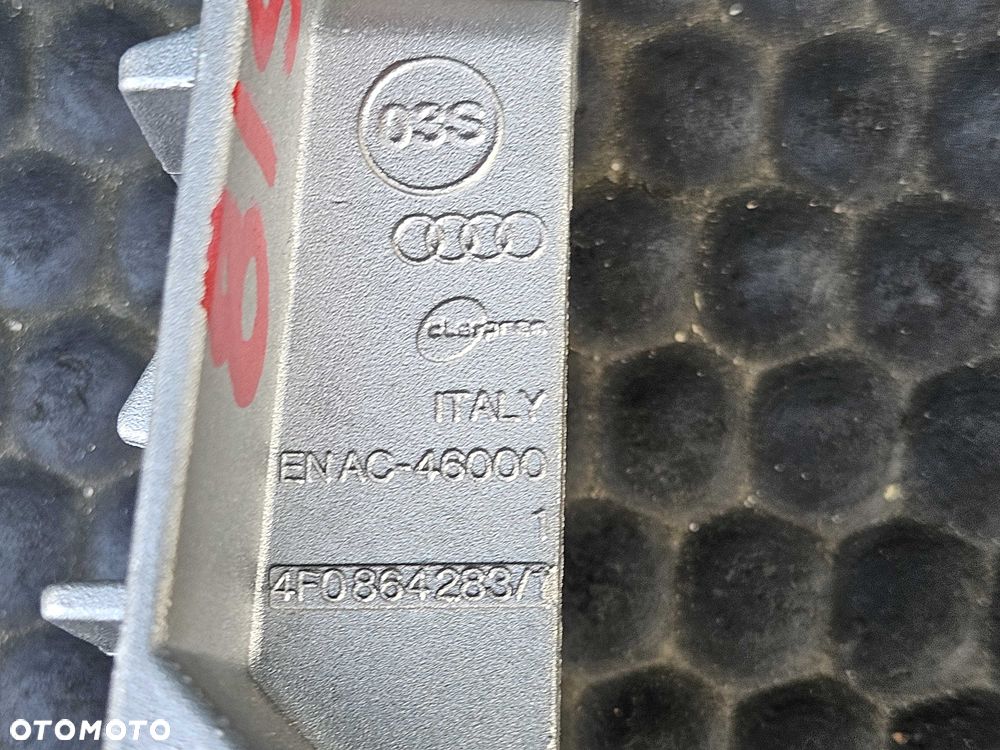 03S
ITALY
EN AC-46000
1
4F0864283/1
OTOMOTO